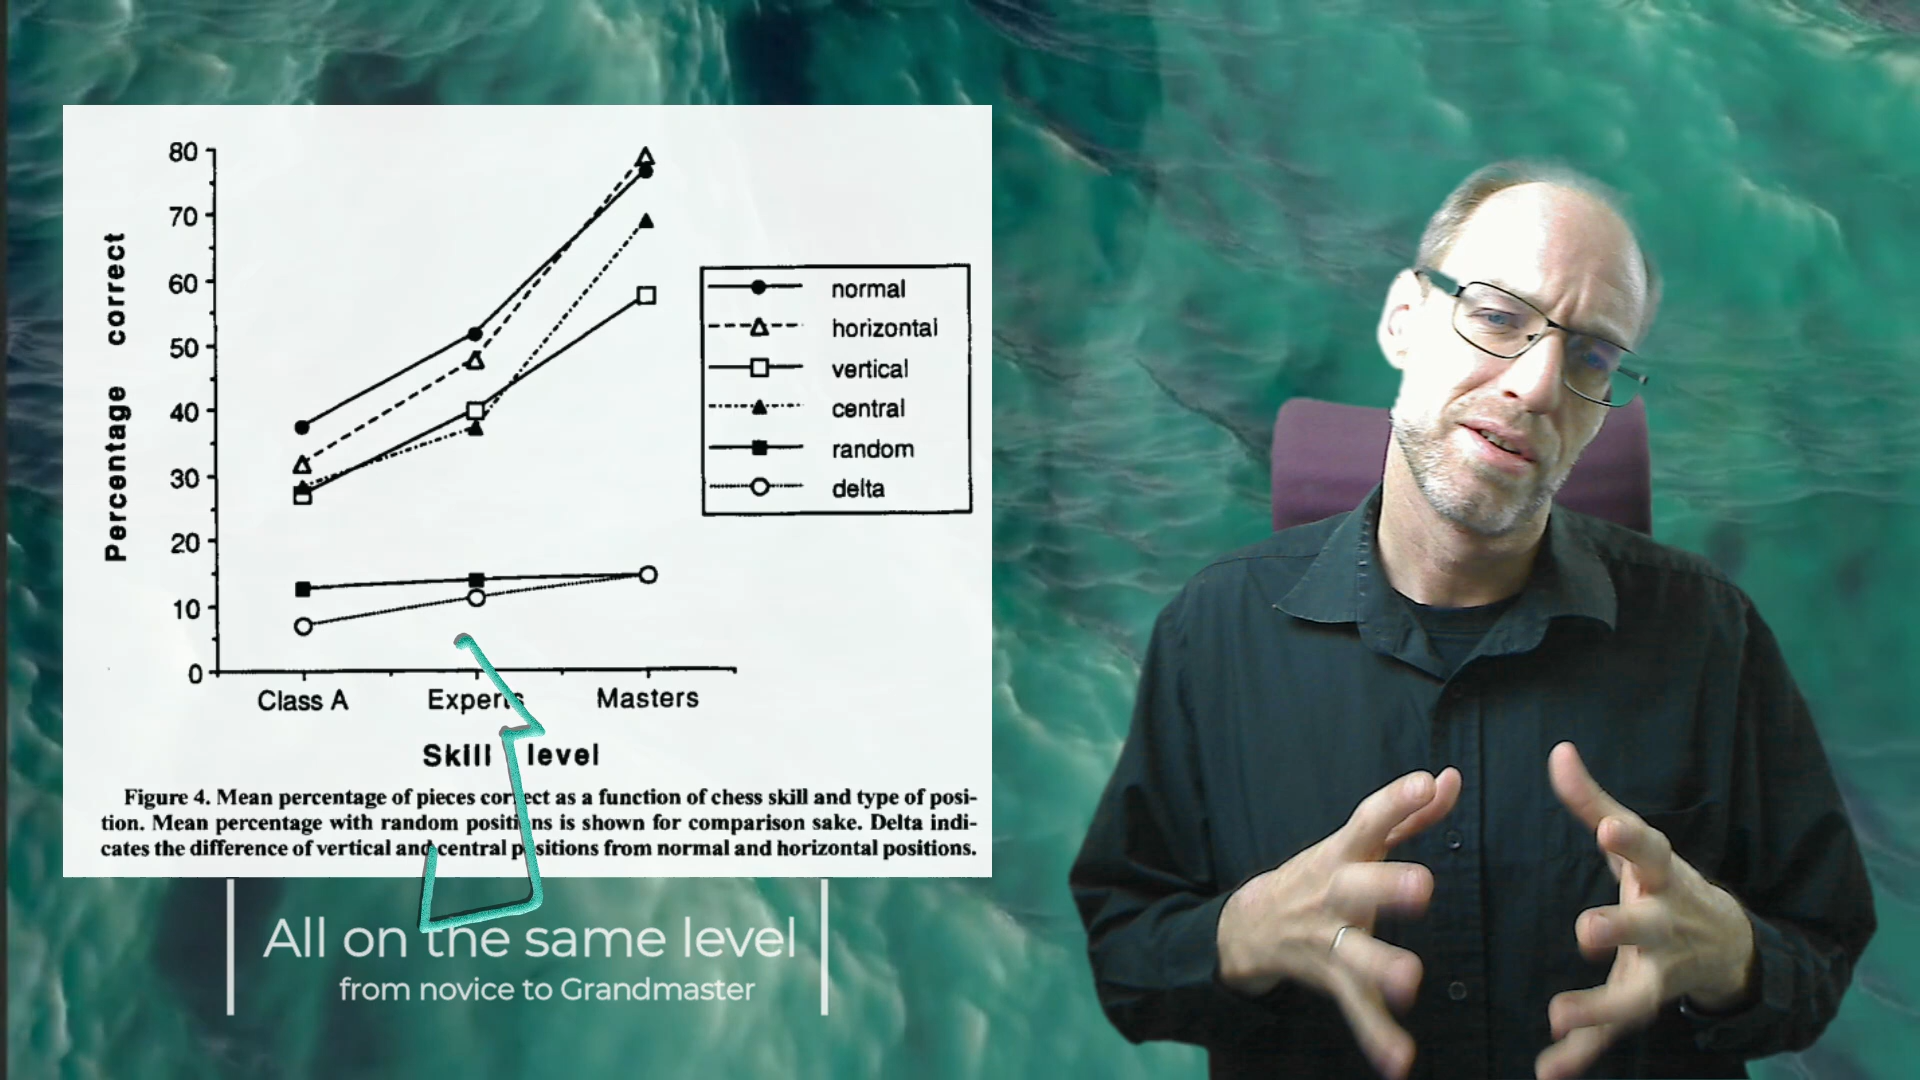 80
70
60
50
40
30
20
10
0
Percentage correct
normal
horizontal
vertical
central
random
delta
Class A Experts Masters
Skill level
Figure 4. Mean percentage of pieces correct as a function of chess skill and type of posi-
tion. Mean percentage with random positions is shown for comparison sake. Delta indi-
cates the difference of vertical and central positions from normal and horizontal positions.
All on the same level
from novice to Grandmaster